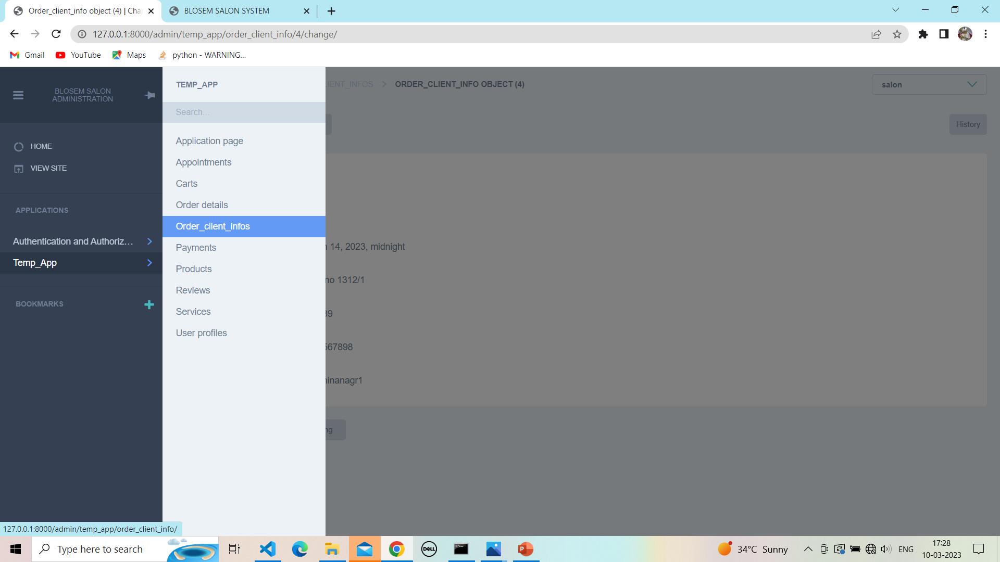 Order_client_info object (4) | Cha
BLOSEM SALON SYSTEM
127.0.0.1:8000/admin/temp_app/order_client_info/4/change/
Gmail
YouTube
Maps
python - WARNING...
BLOSEM SALON
ADMINISTRATION
HOME
VIEW SITE
APPLICATIONS
Authentication and Authoriz...
Temp_App
BOOKMARKS
TEMP_APP
Search...
Application page
Appointments
Carts
Order details
Order_client_infos
Payments
Products
Reviews
Services
User profiles
IENT_INFOS
ORDER_CLIENT_INFO OBJECT (4)
salon
History
14, 2023, midnight
no 1312/1
39
567898
ninanagr1
ng
127.0.0.1:8000/admin/temp_app/order_client_info/
Type here to search
DELL
34°C Sunny
ENG
17:28
10-03-2023